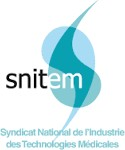 snitem
Syndicat National de l'Industrie
des Technologies Médicales